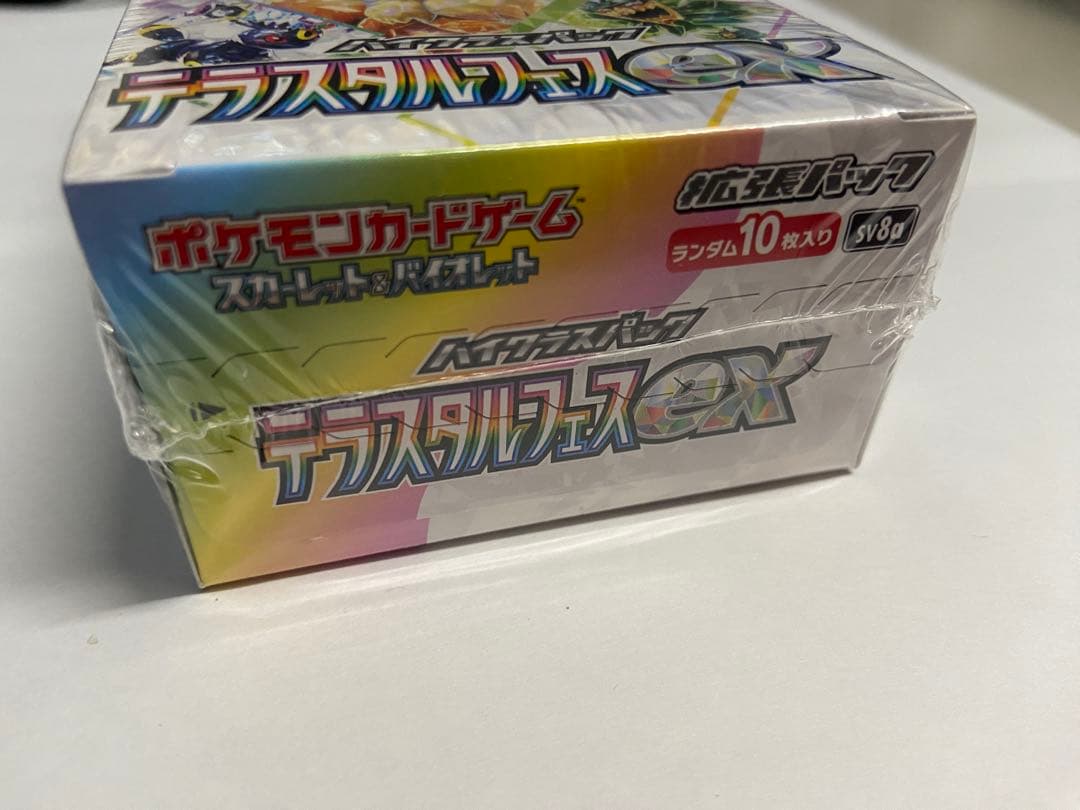 ハイクラスパック
テラスタルフェスex
ポケモンカードゲーム
スカーレット&バイオレット
拡張パック
ランダム10枚入り
SV8a
ハイクラスパック
テラスタルフェスex